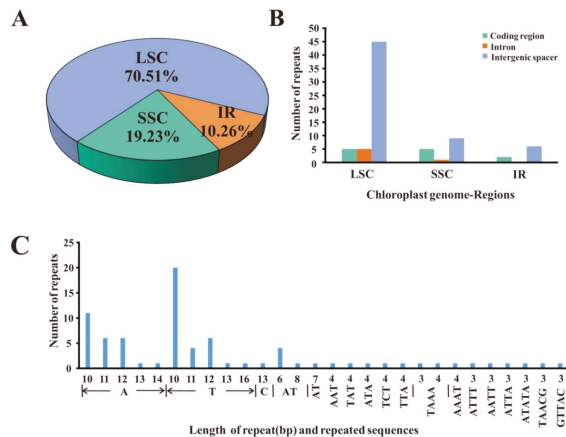 A
LSC
70.51%
SSC
19.23%
IR
10.26%
B
Number of repeats
50
45
40
35
30
25
20
15
10
5
0
Coding region
Intron
Intergenic spacer
LSC SSC IR
Chloroplast genome-Regions
C
Number of repeats
25
20
15
10
5
0
10 11 12 13 14 10 11 12 13 16 13 6 8 7 4 4 4 4 4 3 4 4 3 3 3 3 3 3
A T C AT AT AAT TAT ATA TCT TTA TAAA AAAT ATTT AATT ATTA ATATA TAACG GTTAC
Length of repeat(bp) and repeated sequences